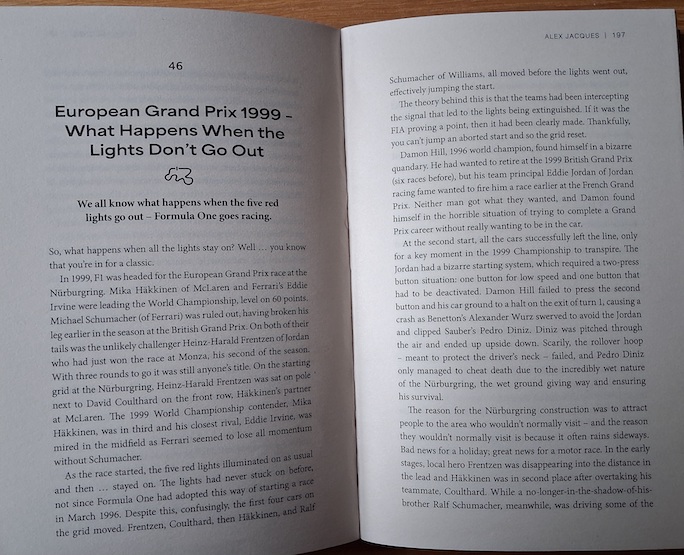 46
European Grand Prix 1999 –
What Happens When the
Lights Don't Go Out
We all know what happens when the five red
lights go out – Formula One goes racing.
So, what happens when all the lights stay on? Well … you know
that you're in for a classic.
In 1999, F1 was headed for the European Grand Prix race at the
Nürburgring. Mika Häkkinen of McLaren and Ferrari's Eddie
Irvine were leading the World Championship, level on 60 points.
Michael Schumacher (of Ferrari) was ruled out, having broken his
leg earlier in the season at the British Grand Prix. On both of their
tails was the unlikely challenger Heinz-Harald Frentzen of Jordan
who had just won the race at Monza, his second of the season.
With three rounds to go it was still anyone's title. On the starting
grid at the Nürburgring, Heinz-Harald Frentzen was sat on pole
next to David Coulthard on the front row, Häkkinen's partner
at McLaren. The 1999 World Championship contender, Mika
Häkkinen, was in third and his closest rival, Eddie Irvine, was
mired in the midfield as Ferrari seemed to lose all momentum
without Schumacher.
As the race started, the five red lights illuminated on as usual
and then … stayed on. The lights had never stuck on before,
not since Formula One had adopted this way of starting a race
in March 1996. Despite this, confusingly, the first four cars on
the grid moved. Frentzen, Coulthard, then Häkkinen, and Ralf
ALEX JACQUES | 197
Schumacher of Williams, all moved before the lights went out,
effectively jumping the start.
The theory behind this is that the teams had been intercepting
the signal that led to the lights being extinguished. If it was the
FIA proving a point, then it had been clearly made. Thankfully,
you can't jump an aborted start and so the grid reset.
Damon Hill, 1996 world champion, found himself in a bizarre
quandary. He had wanted to retire at the 1999 British Grand Prix
(six races before), but his team principal Eddie Jordan of Jordan
racing fame wanted to fire him a race earlier at the French Grand
Prix. Neither man got what they wanted, and Damon found
himself in the horrible situation of trying to complete a Grand
Prix career without really wanting to be in the car.
At the second start, all the cars successfully left the line, only
for a key moment in the 1999 Championship to transpire. The
Jordan had a bizarre starting system, which required a two-press
button situation: one button for low speed and one button that
had to be deactivated. Damon Hill failed to press the second
button and his car ground to a halt on the exit of turn 1, causing a
crash as Benetton's Alexander Wurz swerved to avoid the Jordan
and clipped Sauber's Pedro Diniz. Diniz was pitched through
the air and ended up upside down. Scarily, the rollover hoop
– meant to protect the driver's neck – failed, and Pedro Diniz
only managed to cheat death due to the incredibly wet nature
of the Nürburgring, the wet ground giving way and ensuring
his survival.
The reason for the Nürburgring construction was to attract
people to the area who wouldn't normally visit – and the reason
they wouldn't normally visit is because it often rains sideways.
Bad news for a holiday; great news for a motor race. In the early
stages, local hero Frentzen was disappearing into the distance in
the lead and Häkkinen was in second place after overtaking his
teammate, Coulthard. While a no-longer-in-the-shadow-of-his-
brother Ralf Schumacher, meanwhile, was driving some of the